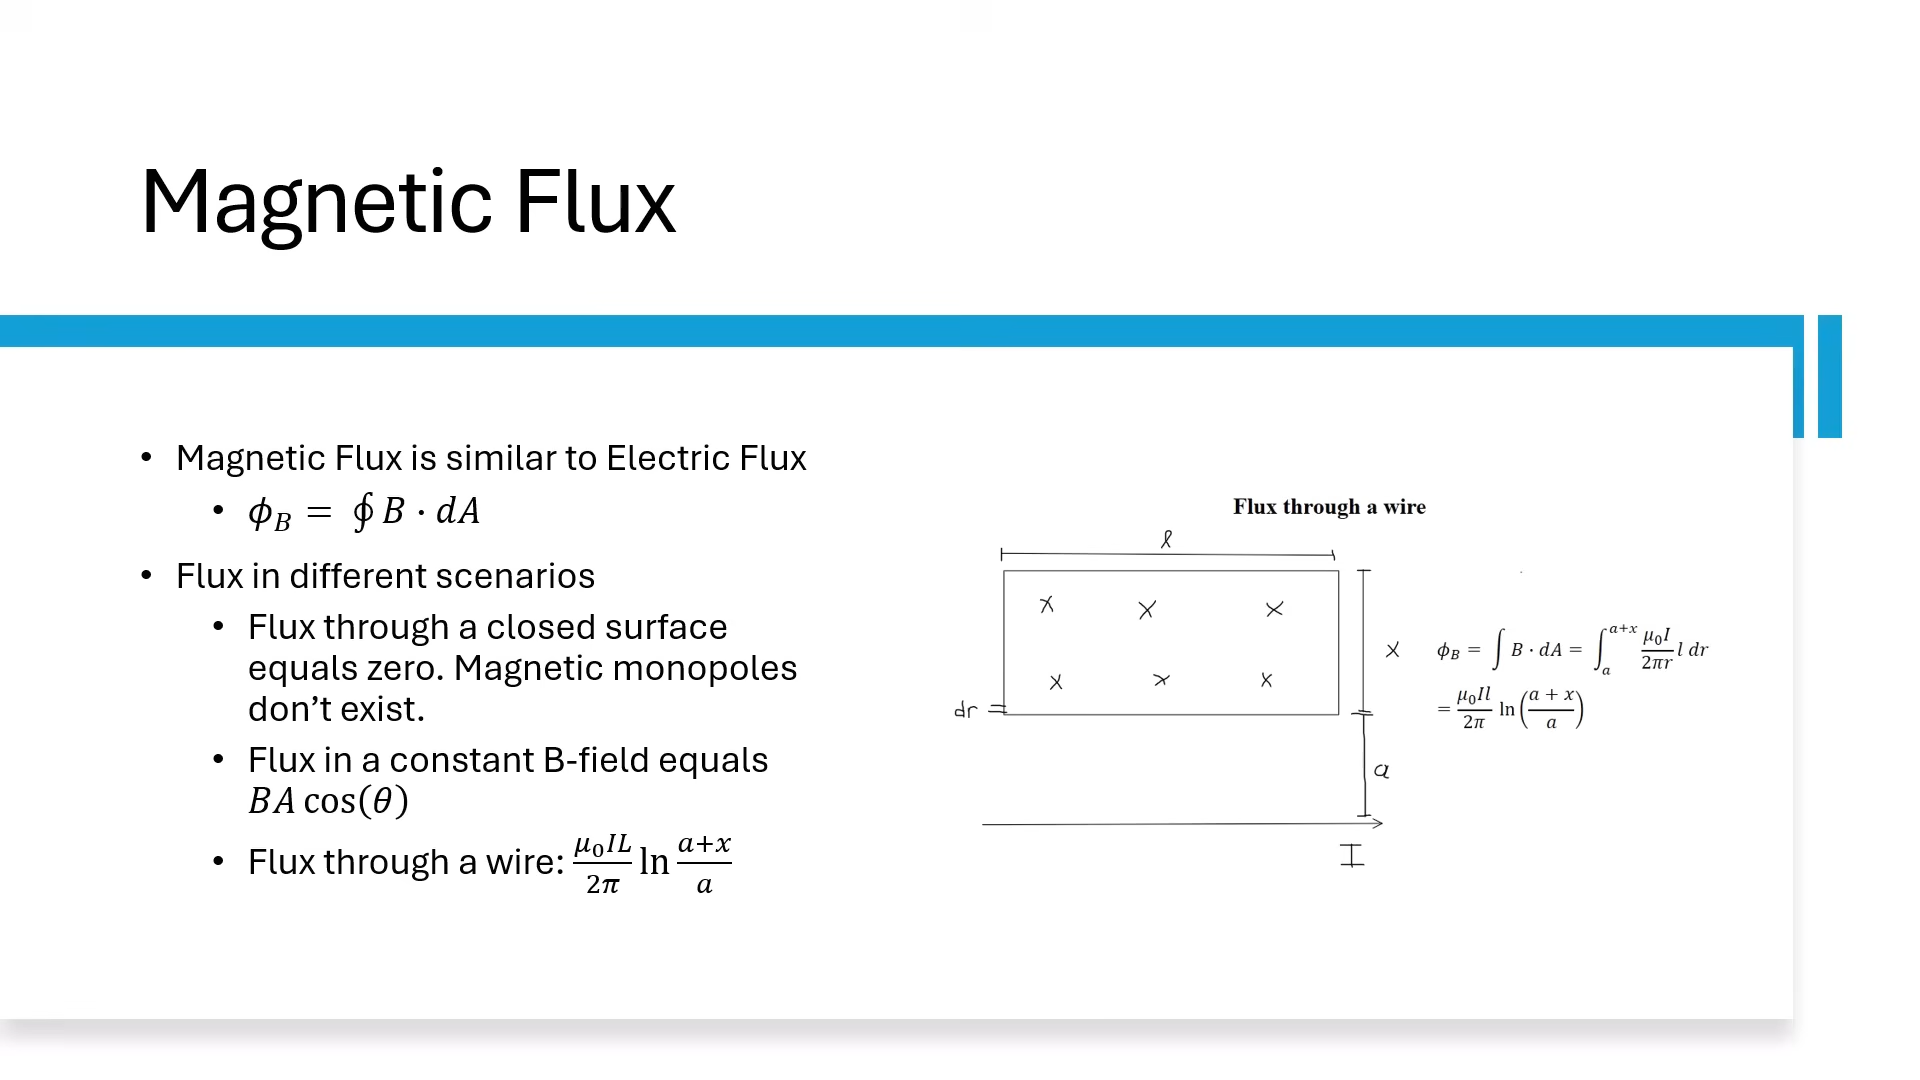 Magnetic Flux
• Magnetic Flux is similar to Electric Flux
• ϕ_B = ∮ B · dA
• Flux in different scenarios
• Flux through a closed surface
equals zero. Magnetic monopoles
don’t exist.
• Flux in a constant B-field equals
BA cos(θ)
• Flux through a wire: μ₀IL/2π ln a+x/a
Flux through a wire
ℓ
x x x
x x x
dr
x
a
I
ϕ_B = ∫ B · dA = ∫_a^{a+x} μ₀I/2πr l dr
= μ₀Il/2π ln((a + x)/a)